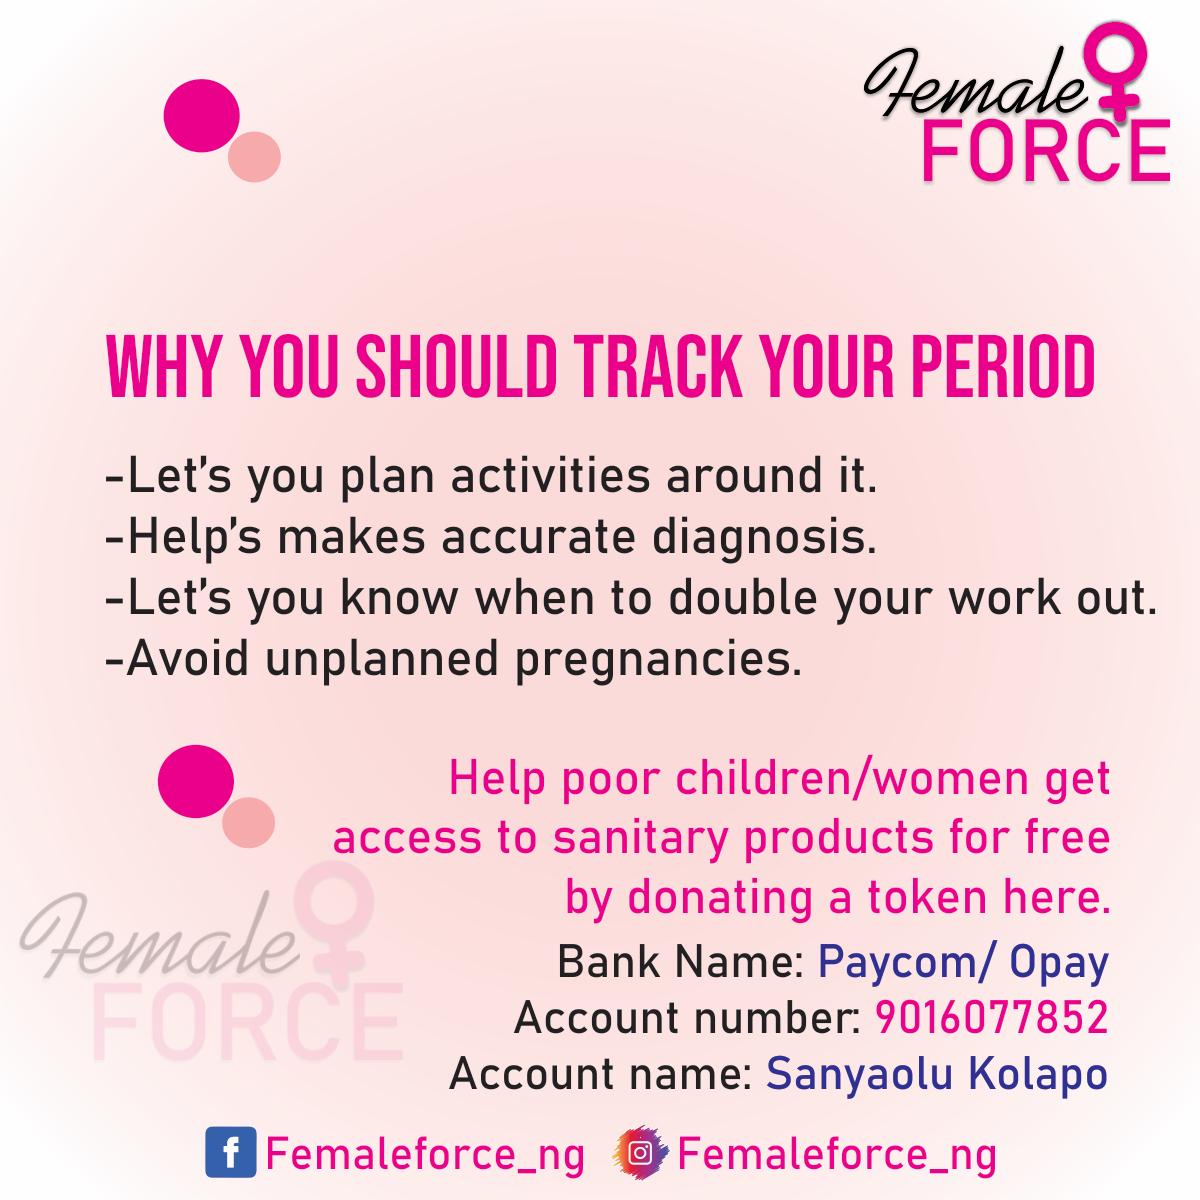 Female
FORCE
WHY YOU SHOULD TRACK YOUR PERIOD
-Let's you plan activities around it.
-Help's makes accurate diagnosis.
-Let's you know when to double your work out.
-Avoid unplanned pregnancies.
Help poor children/women get
access to sanitary products for free
by donating a token here.
Bank Name: Paycom/ Opay
Account number: 9016077852
Account name: Sanyaolu Kolapo
Female
FORCE
Femaleforce_ng Femaleforce_ng